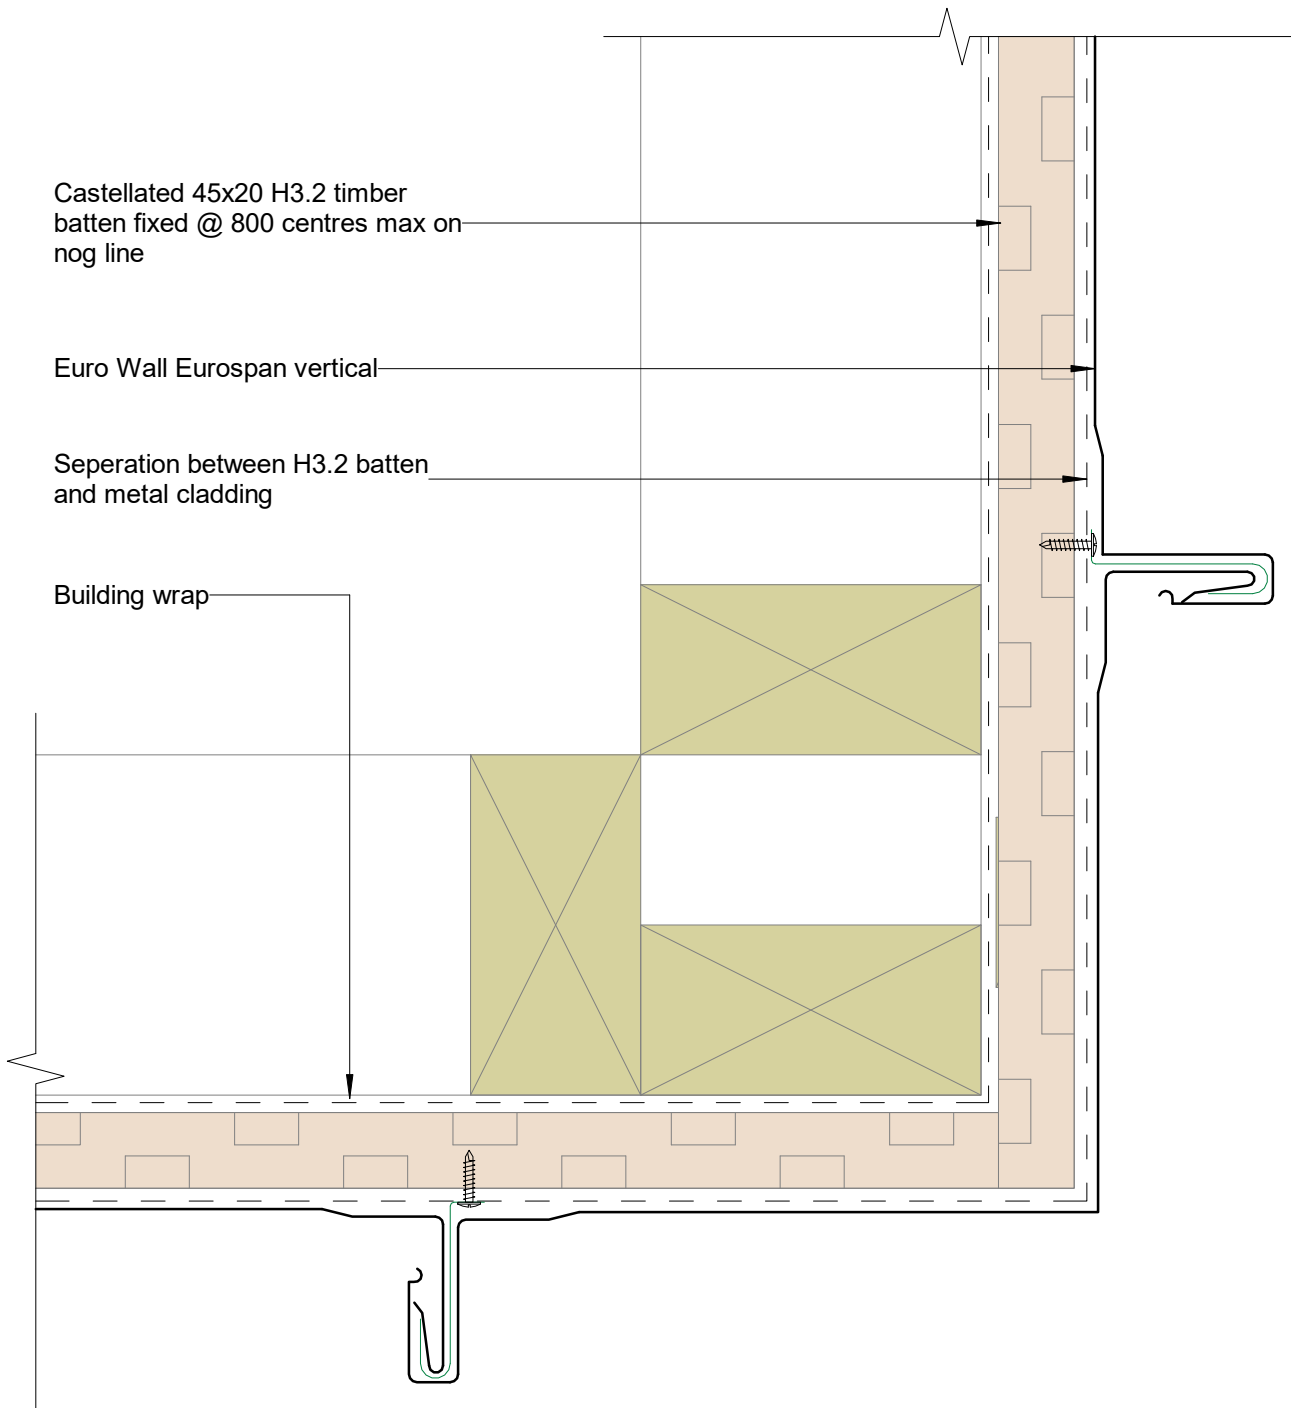 Castellated 45x20 H3.2 timber
batten fixed @ 800 centres max on
nog line
Euro Wall Eurospan vertical
Seperation between H3.2 batten
and metal cladding
Building wrap